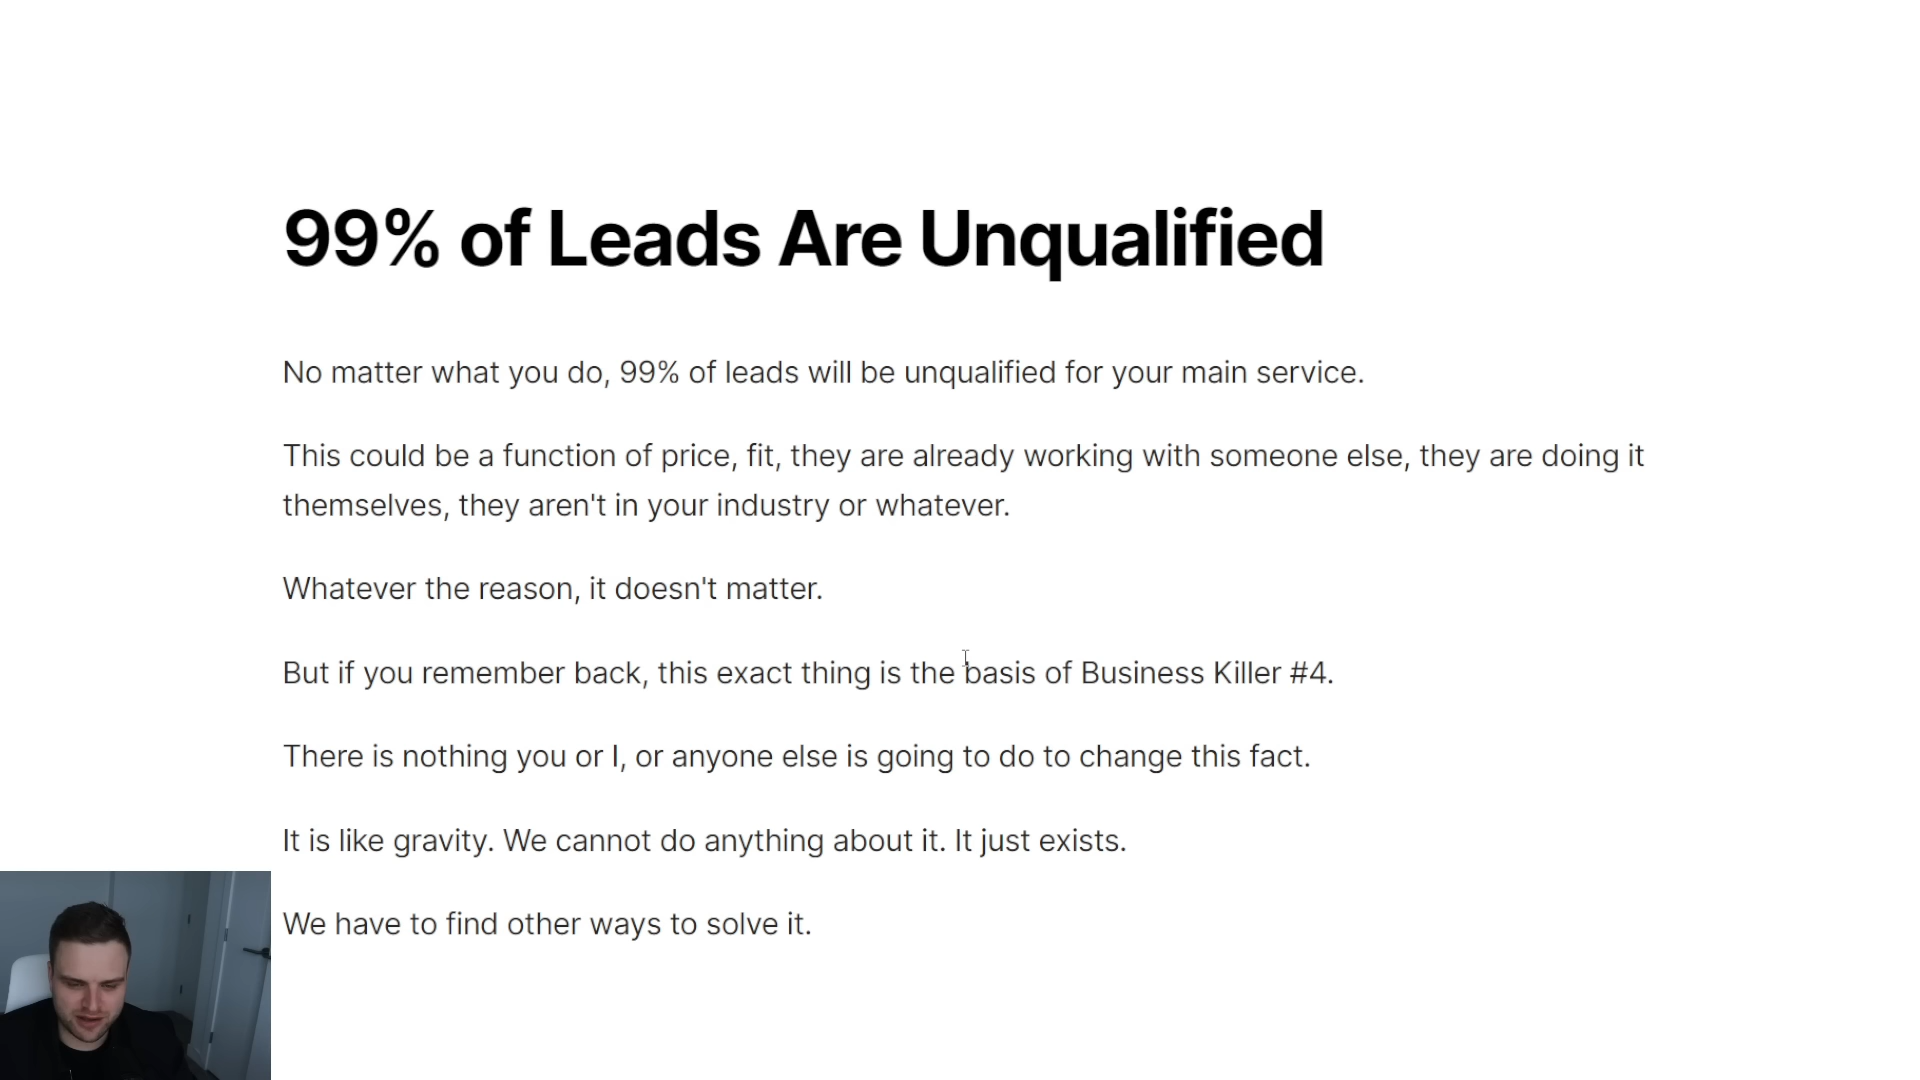 99% of Leads Are Unqualified
No matter what you do, 99% of leads will be unqualified for your main service.
This could be a function of price, fit, they are already working with someone else, they are doing it
themselves, they aren't in your industry or whatever.
Whatever the reason, it doesn't matter.
But if you remember back, this exact thing is the basis of Business Killer #4.
There is nothing you or I, or anyone else is going to do to change this fact.
It is like gravity. We cannot do anything about it. It just exists.
We have to find other ways to solve it.